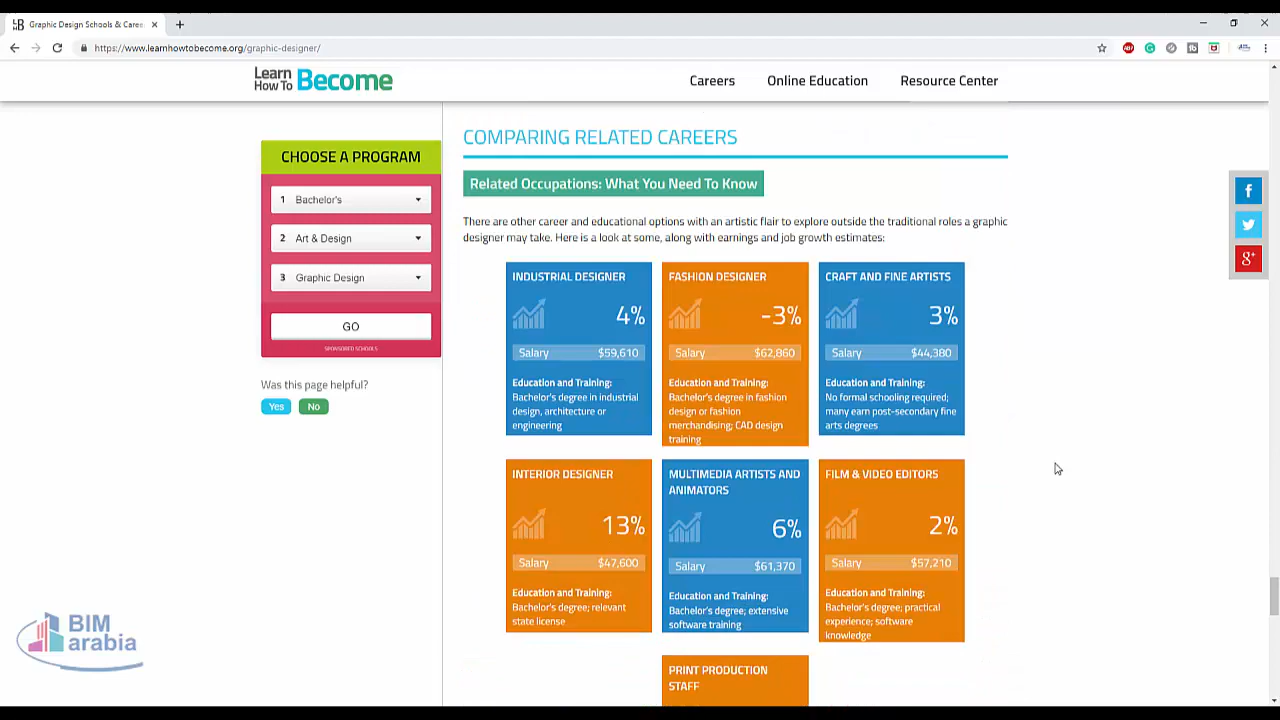 Graphic Design Schools & Caree
https://www.learnhowtobecome.org/graphic-designer/
Learn
How To
Become
Careers
Online Education
Resource Center
CHOOSE A PROGRAM
1 Bachelor's
2 Art & Design
3 Graphic Design
GO
SPONSORED SCHOOLS
Was this page helpful?
Yes
No
COMPARING RELATED CAREERS
Related Occupations: What You Need To Know
There are other career and educational options with an artistic flair to explore outside the traditional roles a graphic
designer may take. Here is a look at some, along with earnings and job growth estimates:
INDUSTRIAL DESIGNER
4%
Salary $59,610
Education and Training:
Bachelor's degree in industrial
design, architecture or
engineering
FASHION DESIGNER
-3%
Salary $62,860
Education and Training:
Bachelor's degree in fashion
design or fashion
merchandising; CAD design
training
CRAFT AND FINE ARTISTS
3%
Salary $44,380
Education and Training:
No formal schooling required;
many earn post-secondary fine
arts degrees
INTERIOR DESIGNER
13%
Salary $47,600
Education and Training:
Bachelor's degree; relevant
state license
MULTIMEDIA ARTISTS AND
ANIMATORS
6%
Salary $61,370
Education and Training:
Bachelor's degree; extensive
software training
FILM & VIDEO EDITORS
2%
Salary $57,210
Education and Training:
Bachelor's degree; practical
experience; software
knowledge
PRINT PRODUCTION
STAFF
BIM
arabia